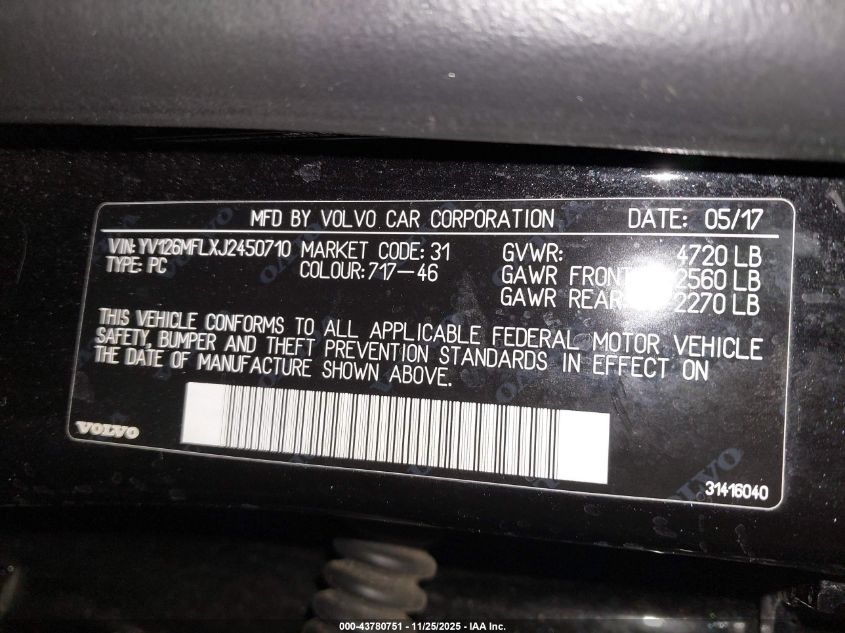 MFD BY VOLVO CAR CORPORATION DATE: 05/17
VIN: YV126MFLXJ2450710 MARKET CODE: 31 GVWR: 4720 LB
TYPE: PC COLOUR: 717-46 GAWR FRONT: 2560 LB
GAWR REAR: 2270 LB
THIS VEHICLE CONFORMS TO ALL APPLICABLE FEDERAL MOTOR VEHICLE
SAFETY, BUMPER AND THEFT PREVENTION STANDARDS IN EFFECT ON
THE DATE OF MANUFACTURE SHOWN ABOVE.
VOLVO
31416040
000-43780751 - 11/25/2025 - IAA Inc.